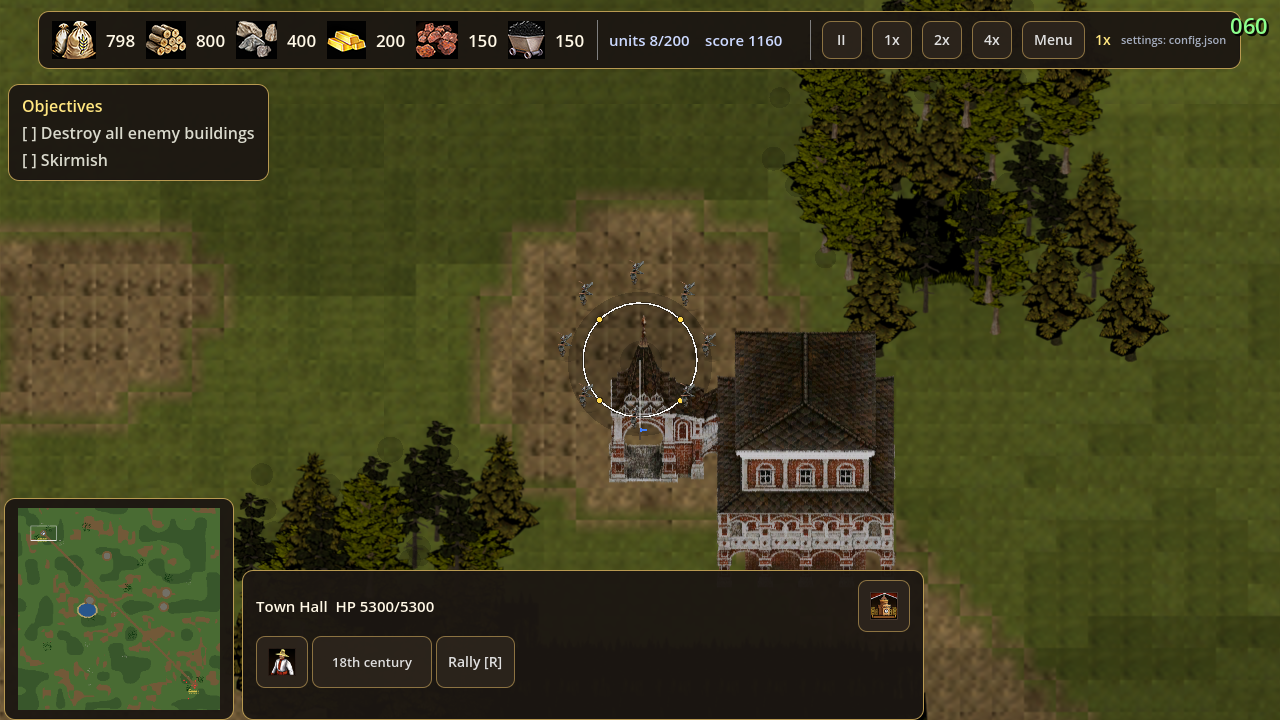 798 800 400 200 150 150 units 8/200 score 1160 II 1x 2x 4x Menu 1x settings: config.json 060
Objectives
[ ] Destroy all enemy buildings
[ ] Skirmish
Town Hall HP 5300/5300
18th century Rally [R]